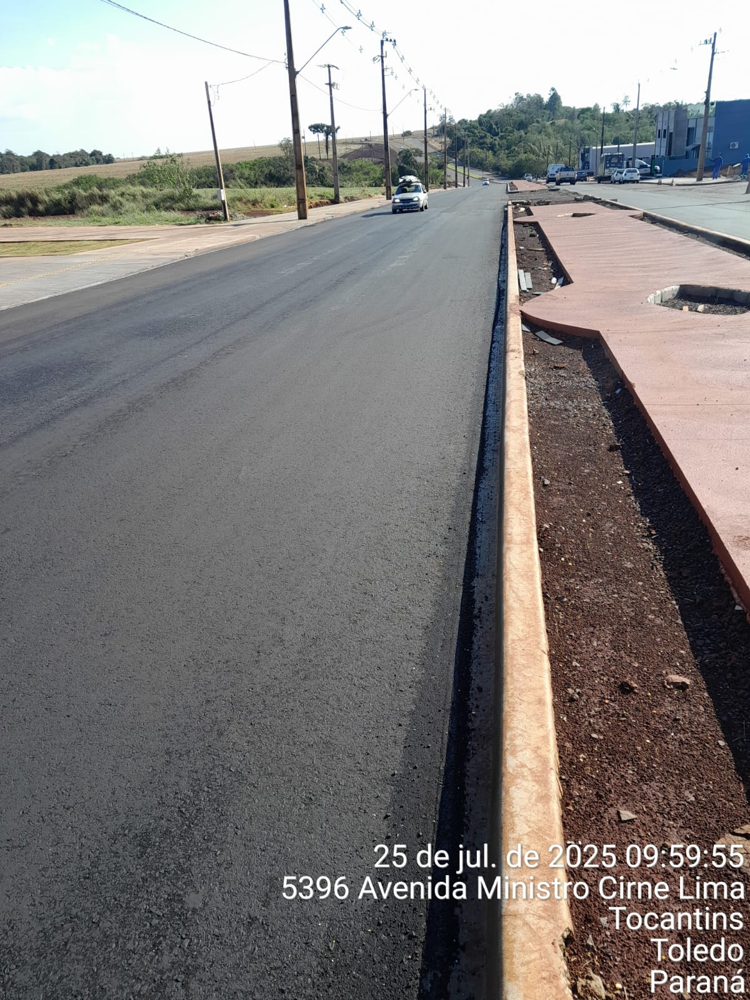 25 de jul. de 2025 09:59:55
5396 Avenida Ministro Cirne Lima
Tocantins
Toledo
Paraná